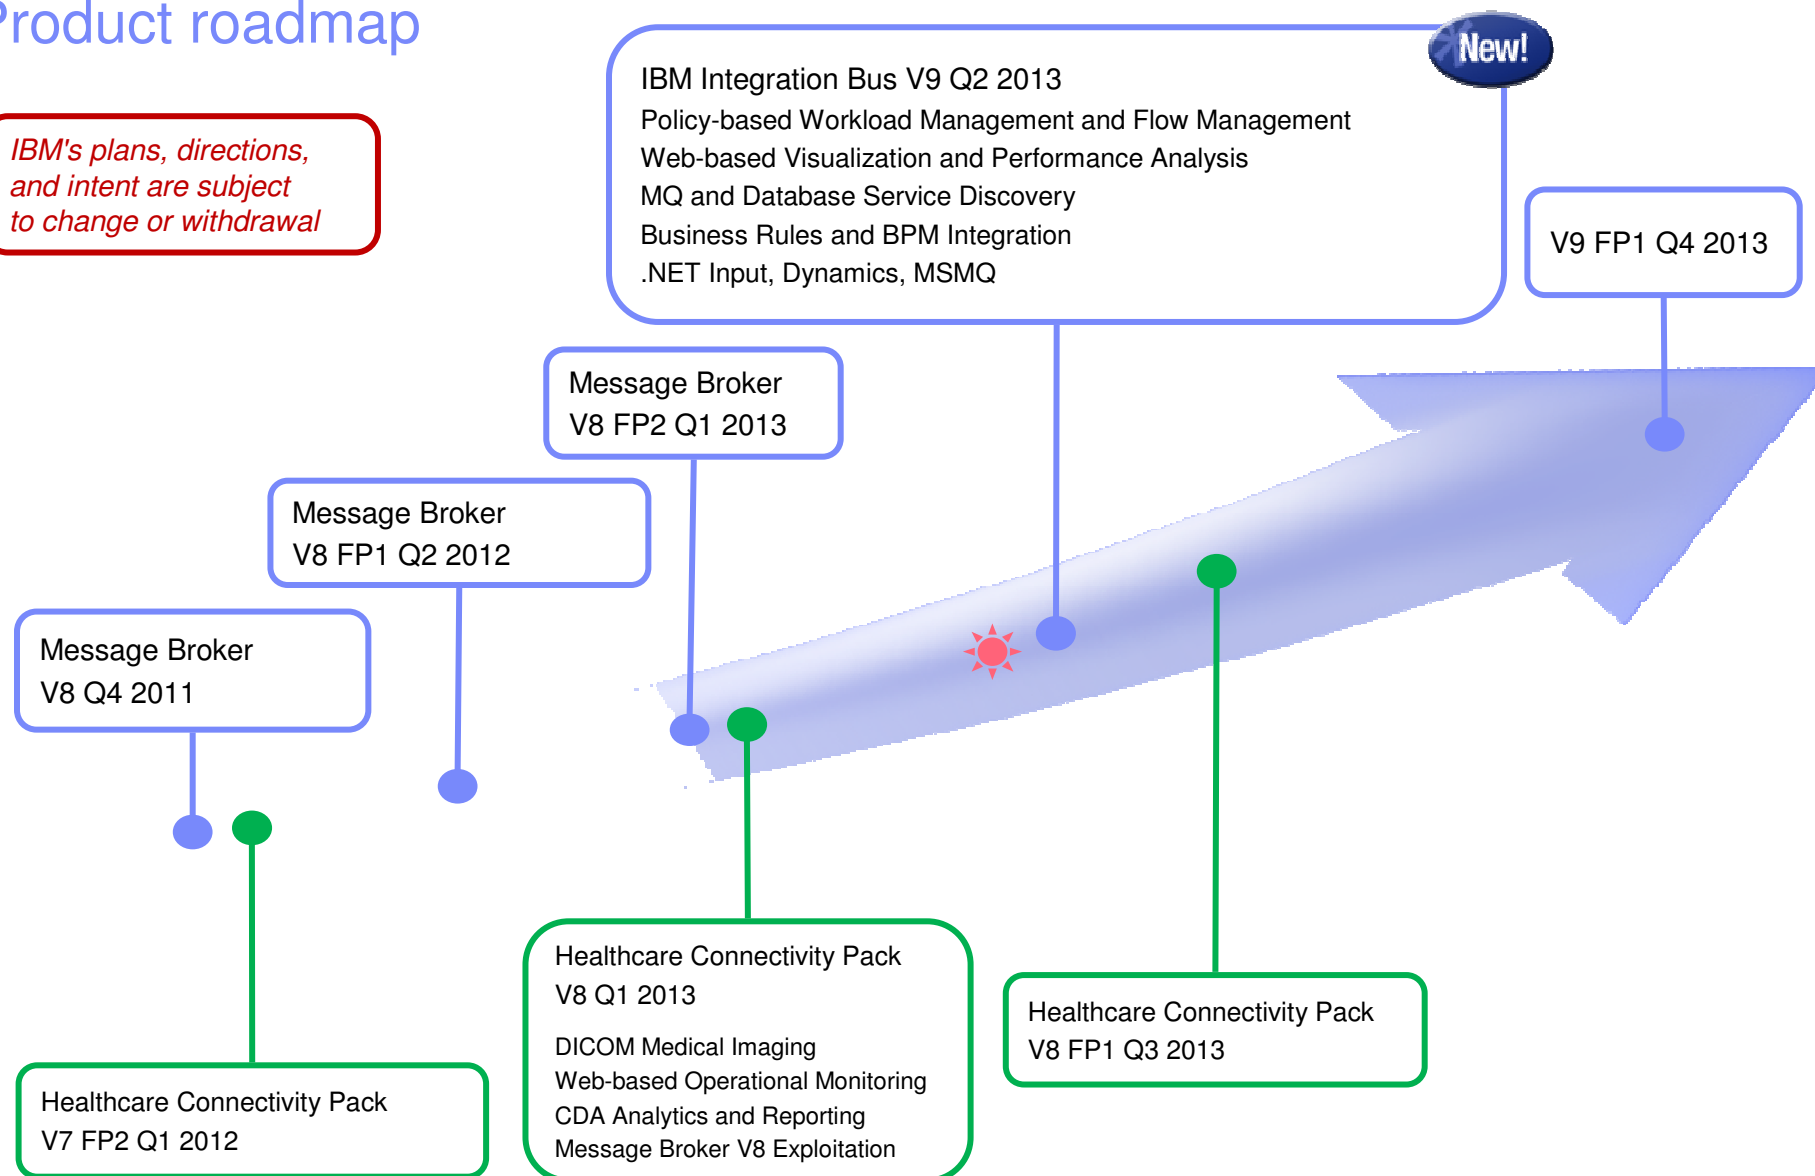 Product roadmap
IBM's plans, directions,
and intent are subject
to change or withdrawal
New!
IBM Integration Bus V9 Q2 2013
Policy-based Workload Management and Flow Management
Web-based Visualization and Performance Analysis
MQ and Database Service Discovery
Business Rules and BPM Integration
.NET Input, Dynamics, MSMQ
V9 FP1 Q4 2013
Message Broker
V8 FP2 Q1 2013
Message Broker
V8 FP1 Q2 2012
Message Broker
V8 Q4 2011
Healthcare Connectivity Pack
V7 FP2 Q1 2012
Healthcare Connectivity Pack
V8 Q1 2013
DICOM Medical Imaging
Web-based Operational Monitoring
CDA Analytics and Reporting
Message Broker V8 Exploitation
Healthcare Connectivity Pack
V8 FP1 Q3 2013